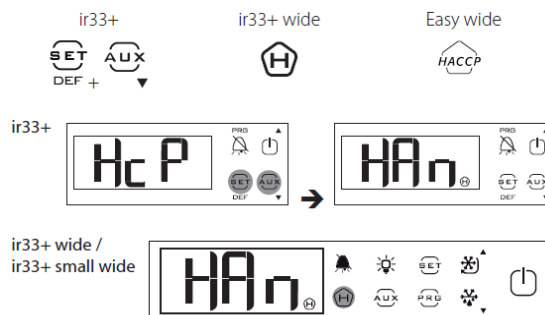 ir33+ ir33+ wide Easy wide
SET AUX H HACCP
DEF + ▼
ir33+ HcP PRG ▲ SET AUX DEF ▼ ➔ HAn H PRG ▲ SET AUX DEF ▼
ir33+ wide /
ir33+ small wide HAn H SET ▲
H AUX PRG ▼